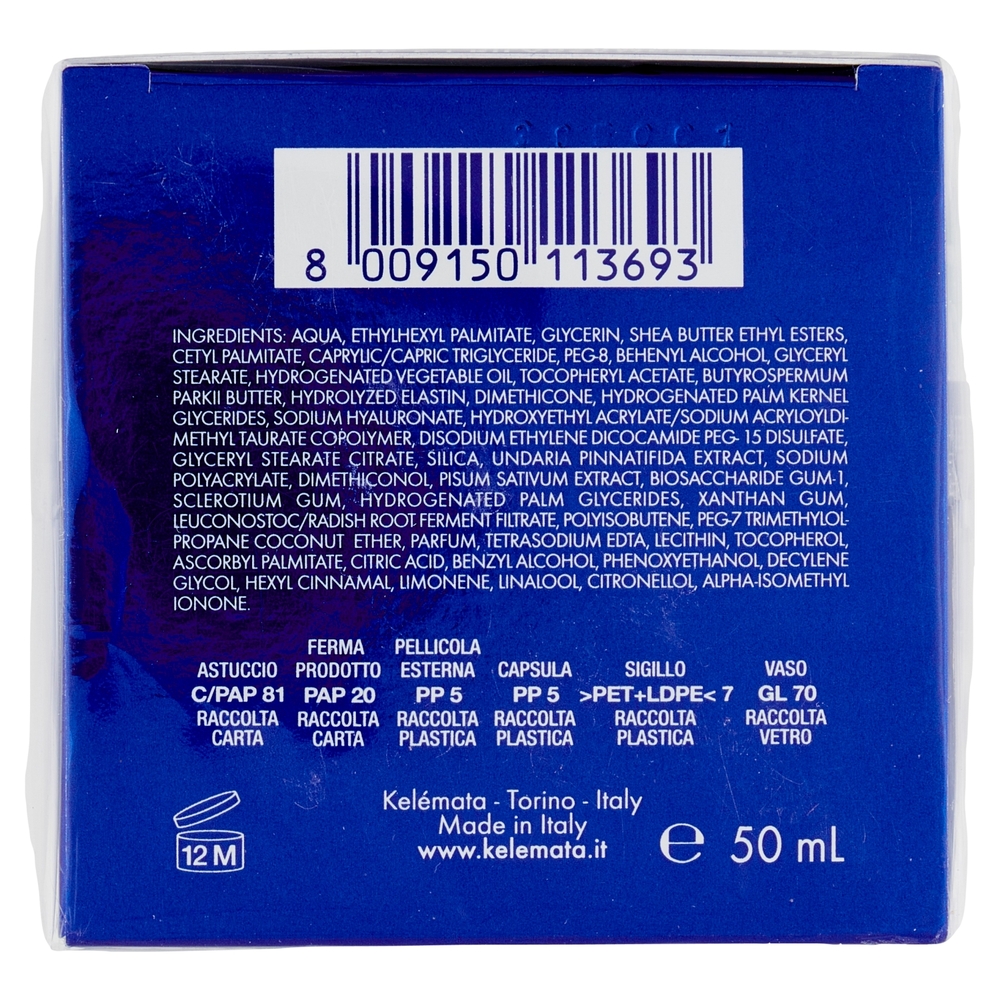 8 009150 113693
INGREDIENTS: AQUA, ETHYLHEXYL PALMITATE, GLYCERIN, SHEA BUTTER ETHYL ESTERS,
CETYL PALMITATE, CAPRYLIC/CAPRIC TRIGLYCERIDE, PEG-8, BEHENYL ALCOHOL, GLYCERYL
STEARATE, HYDROGENATED VEGETABLE OIL, TOCOPHERYL ACETATE, BUTYROSPERMUM
PARKII BUTTER, HYDROLYZED ELASTIN, DIMETHICONE, HYDROGENATED PALM KERNEL
GLYCERIDES, SODIUM HYALURONATE, HYDROXYETHYL ACRYLATE/SODIUM ACRYLOYLDI-
METHYL TAURATE COPOLYMER, DISODIUM ETHYLENE DICOCAMIDE PEG- 15 DISULFATE,
GLYCERYL STEARATE CITRATE, SILICA, UNDARIA PINNATIFIDA EXTRACT, SODIUM
POLYACRYLATE, DIMETHICONOL, PISUM SATIVUM EXTRACT, BIOSACCHARIDE GUM-1,
SCLEROTIUM GUM, HYDROGENATED PALM GLYCERIDES, XANTHAN GUM,
LEUCONOSTOC/RADISH ROOT FERMENT FILTRATE, POLYISOBUTENE, PEG-7 TRIMETHYLOL-
PROPANE COCONUT ETHER, PARFUM, TETRASODIUM EDTA, LECITHIN, TOCOPHEROL,
ASCORBYL PALMITATE, CITRIC ACID, BENZYL ALCOHOL, PHENOXYETHANOL, DECYLENE
GLYCOL, HEXYL CINNAMAL, LIMONENE, LINALOOL, CITRONELLOL, ALPHA-ISOMETHYL
IONONE.
FERMA PELLICOLA
ASTUCCIO PRODOTTO ESTERNA CAPSULA SIGILLO VASO
C/PAP 81 PAP 20 PP 5 PP 5 >PET+LDPE< 7 GL 70
RACCOLTA RACCOLTA RACCOLTA RACCOLTA RACCOLTA RACCOLTA
CARTA CARTA PLASTICA PLASTICA PLASTICA VETRO
Kelémata - Torino - Italy
Made in Italy
www.kelemata.it
12 M
℮ 50 mL